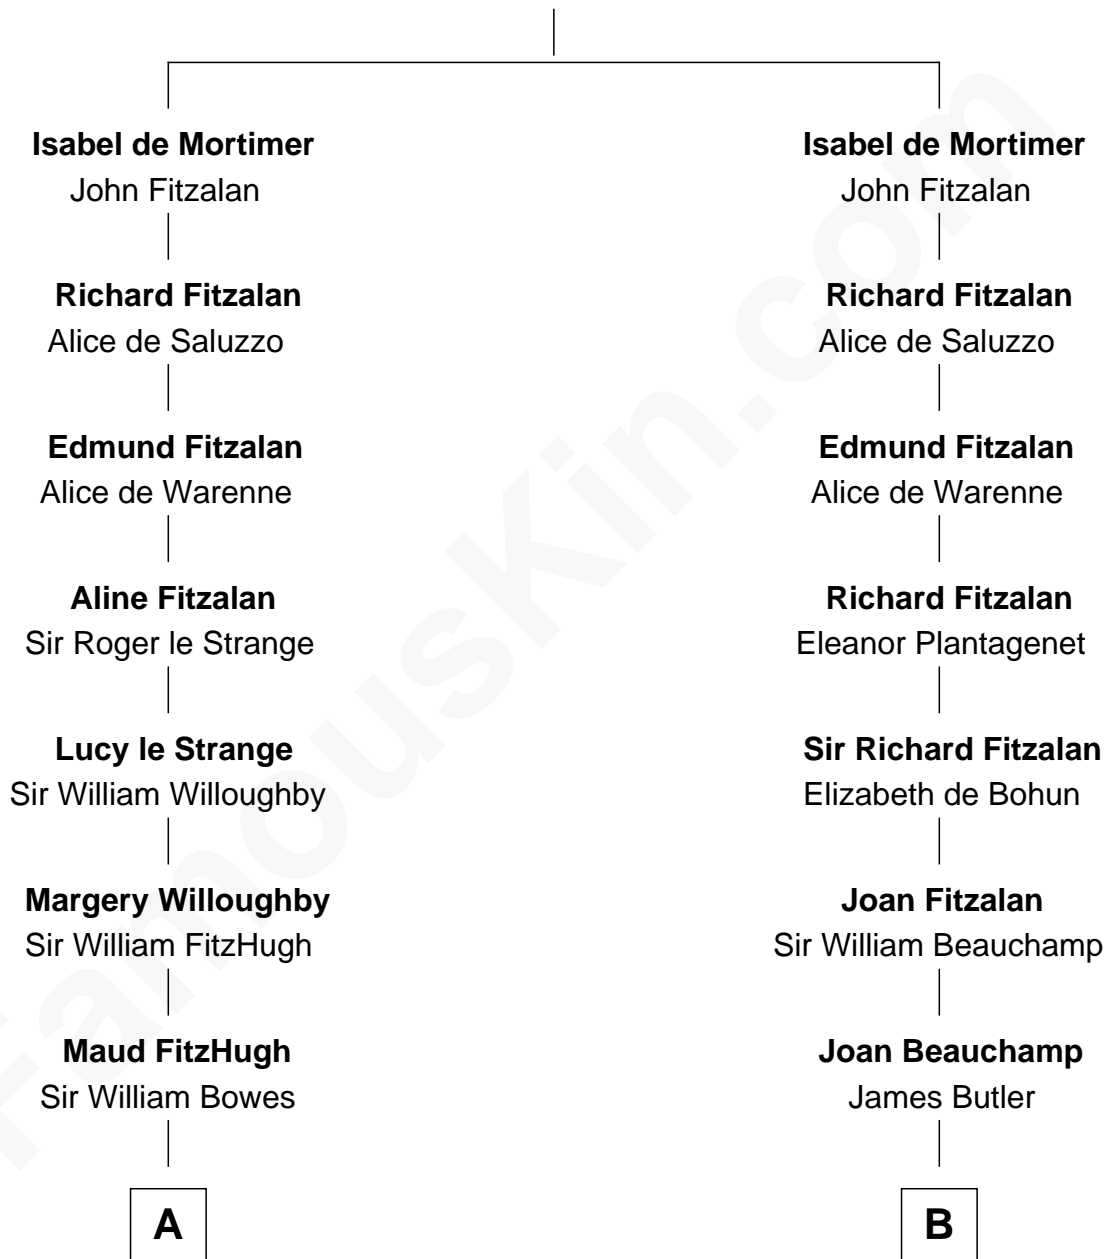 Isabel de Mortimer
John Fitzalan
Richard Fitzalan
Alice de Saluzzo
Edmund Fitzalan
Alice de Warenne
Aline Fitzalan
Sir Roger le Strange
Lucy le Strange
Sir William Willoughby
Margery Willoughby
Sir William FitzHugh
Maud FitzHugh
Sir William Bowes
A
Isabel de Mortimer
John Fitzalan
Richard Fitzalan
Alice de Saluzzo
Edmund Fitzalan
Alice de Warenne
Richard Fitzalan
Eleanor Plantagenet
Sir Richard Fitzalan
Elizabeth de Bohun
Joan Fitzalan
Sir William Beauchamp
Joan Beauchamp
James Butler
B
FamousKin.com